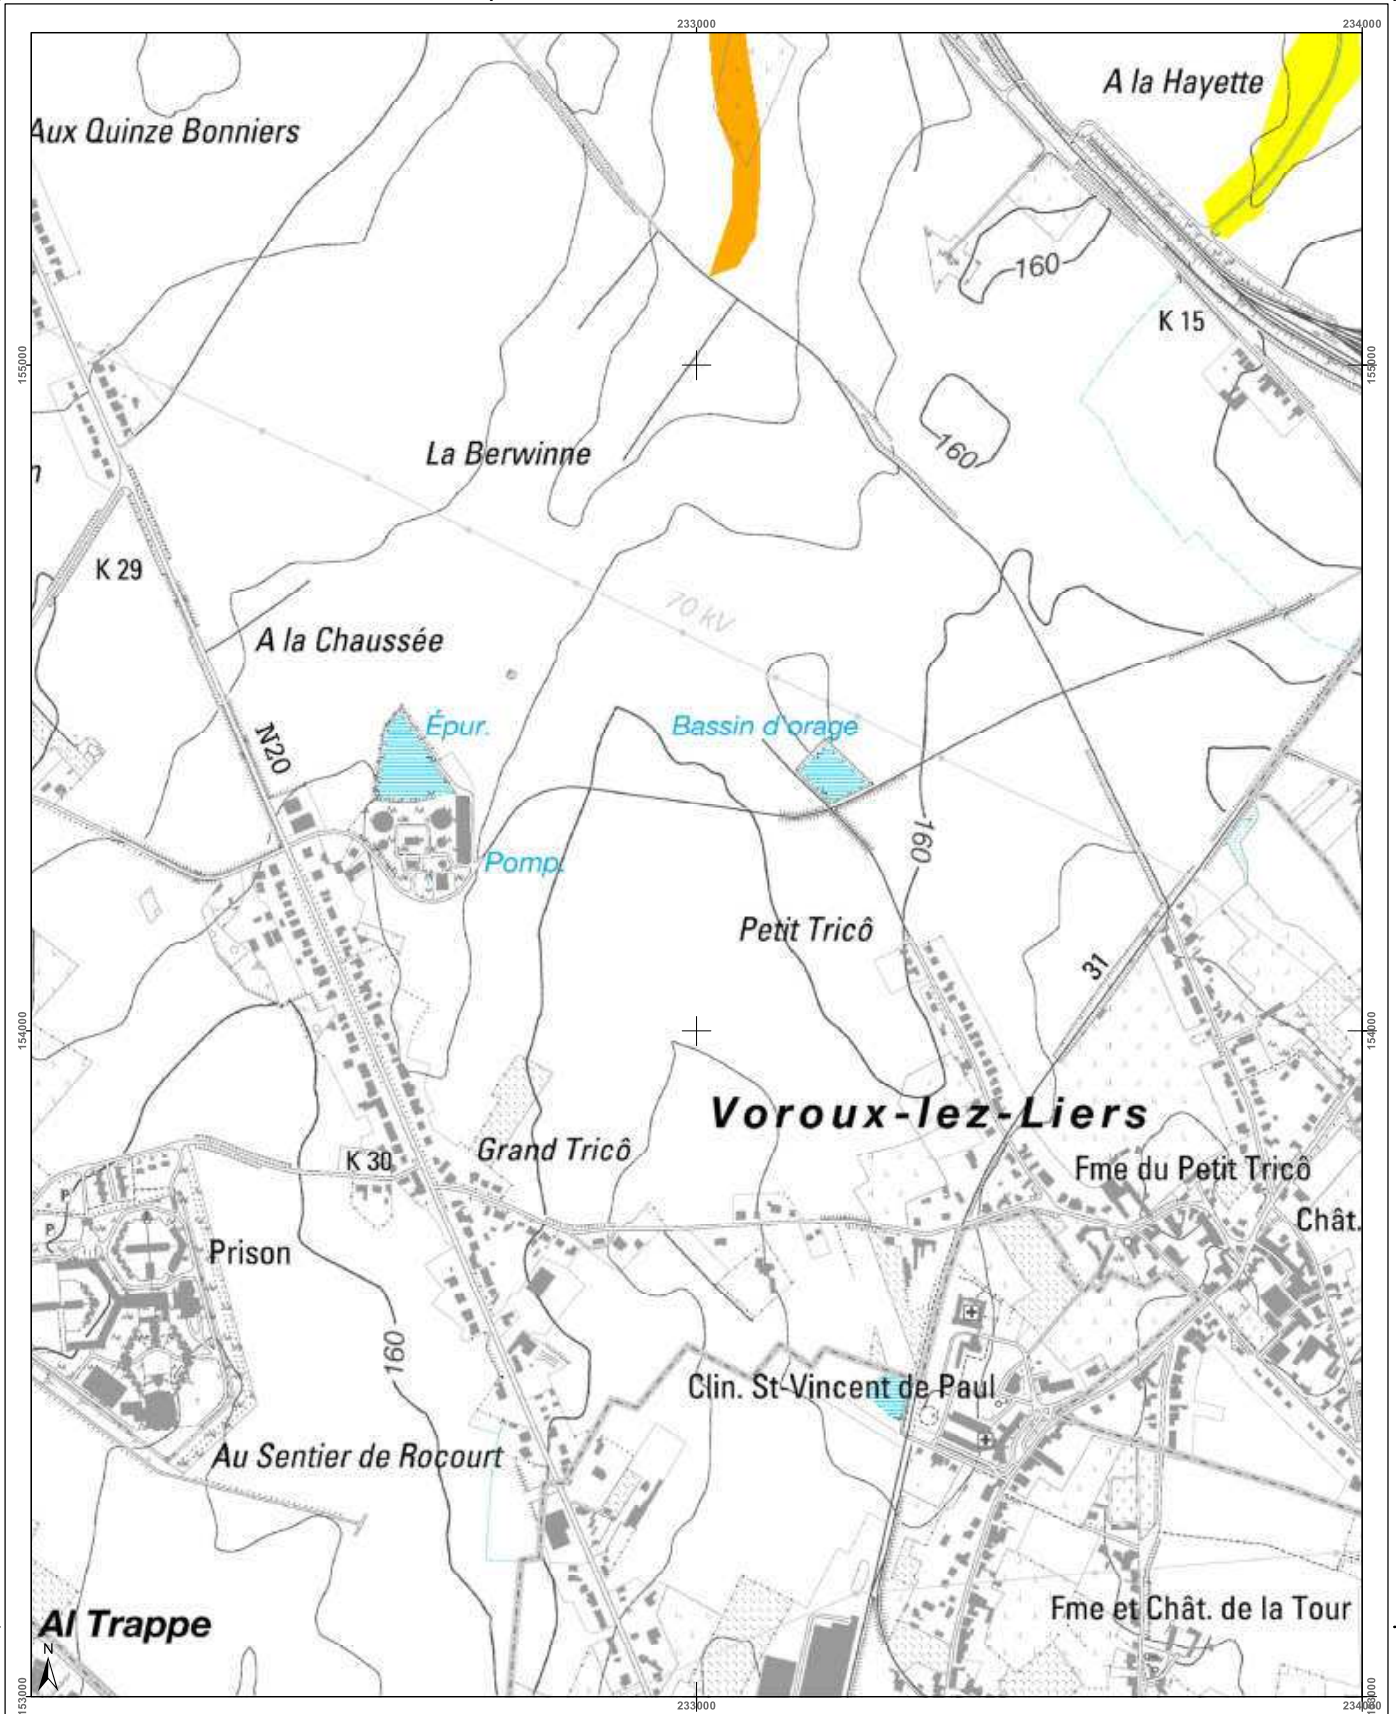 233000
234000
A la Hayette
Aux Quinze Bonniers
160
K 15
155000
155000
La Berwinne
160
K 29
70 kV
A la Chaussée
N20
Épur.
Bassin d'orage
160
Pomp.
Petit Tricô
31
154000
154000
Voroux-lez-Liers
Grand Tricô
K 30
Fme du Petit Tricô
P
P
Chât.
Prison
160
Clin. St-Vincent de Paul
Au Sentier de Rocourt
Fme et Chât. de la Tour
Al Trappe
N
153000
233000
234000